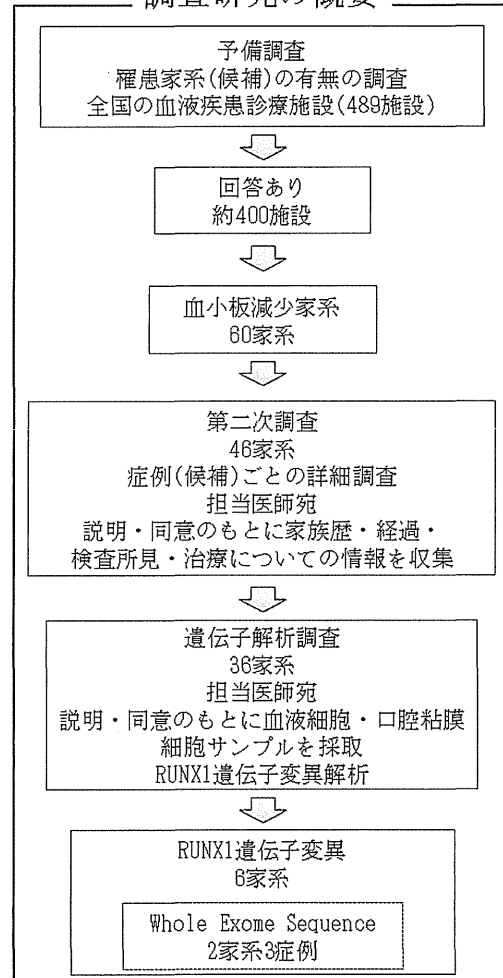 調査研究の概要
予備調査
罹患家系(候補)の有無の調査
全国の血液疾患診療施設(489施設)
回答あり
約400施設
血小板減少家系
60家系
第二次調査
46家系
症例(候補)ごとの詳細調査
担当医師宛
説明・同意のもとに家族歴・経過・
検査所見・治療についての情報を収集
遺伝子解析調査
36家系
担当医師宛
説明・同意のもとに血液細胞・口腔粘膜
細胞サンプルを採取
RUNX1遺伝子変異解析
RUNX1遺伝子変異
6家系
Whole Exome Sequence
2家系3症例